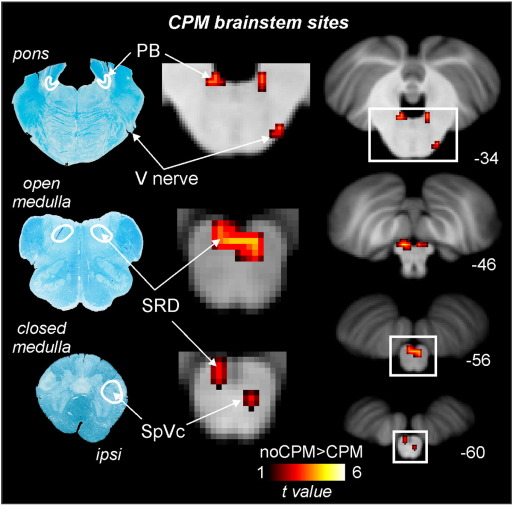 CPM brainstem sites
pons
PB
V nerve
-34
open
medulla
SRD
-46
closed
medulla
-56
SpVc
ipsi
noCPM>CPM
1 6
t value
-60